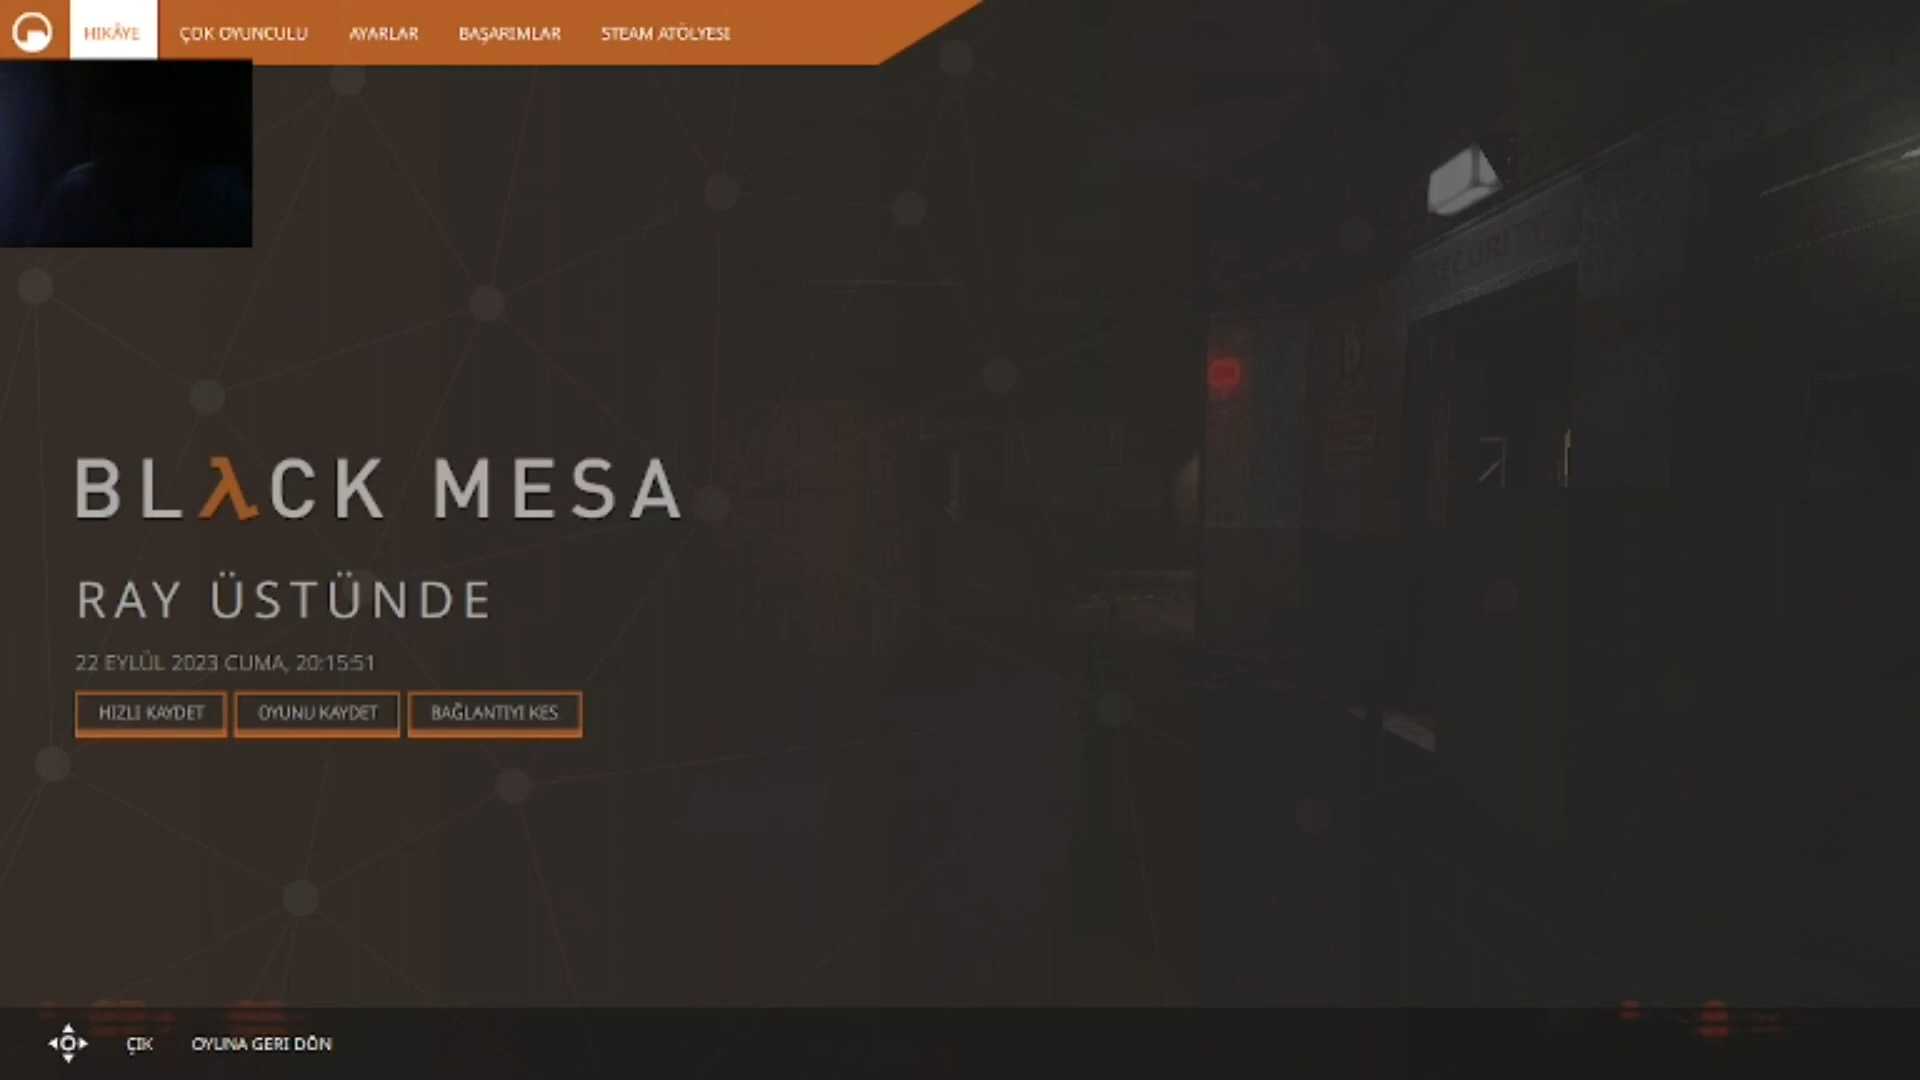 HİKÂYE ÇOK OYUNCULU AYARLAR BAŞARIMLAR STEAM ATÖLYESİ
SECURITY
BLλCK MESA
RAY ÜSTÜNDE
22 EYLÜL 2023 CUMA, 20:15:51
HIZLI KAYDET OYUNU KAYDET BAĞLANTIYI KES
ÇIK OYUNA GERİ DÖN